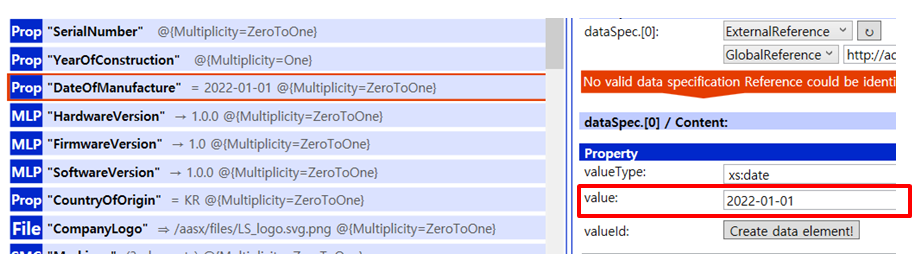 Prop "SerialNumber" @{Multiplicity=ZeroToOne}
Prop "YearOfConstruction" @{Multiplicity=One}
Prop "DateOfManufacture" = 2022-01-01 @{Multiplicity=ZeroToOne}
MLP "HardwareVersion" → 1.0.0 @{Multiplicity=ZeroToOne}
MLP "FirmwareVersion" → 1.0 @{Multiplicity=ZeroToOne}
MLP "SoftwareVersion" → 1.0.0 @{Multiplicity=ZeroToOne}
Prop "CountryOfOrigin" = KR @{Multiplicity=ZeroToOne}
File "CompanyLogo" ⇒ /aasx/files/LS_logo.svg.png @{Multiplicity=ZeroToOne}
dataSpec.[0]: ExternalReference ↻
GlobalReference http://ac
No valid data specification Reference could be identi
dataSpec.[0] / Content:
Property
valueType: xs:date
value: 2022-01-01
valueId: Create data element!